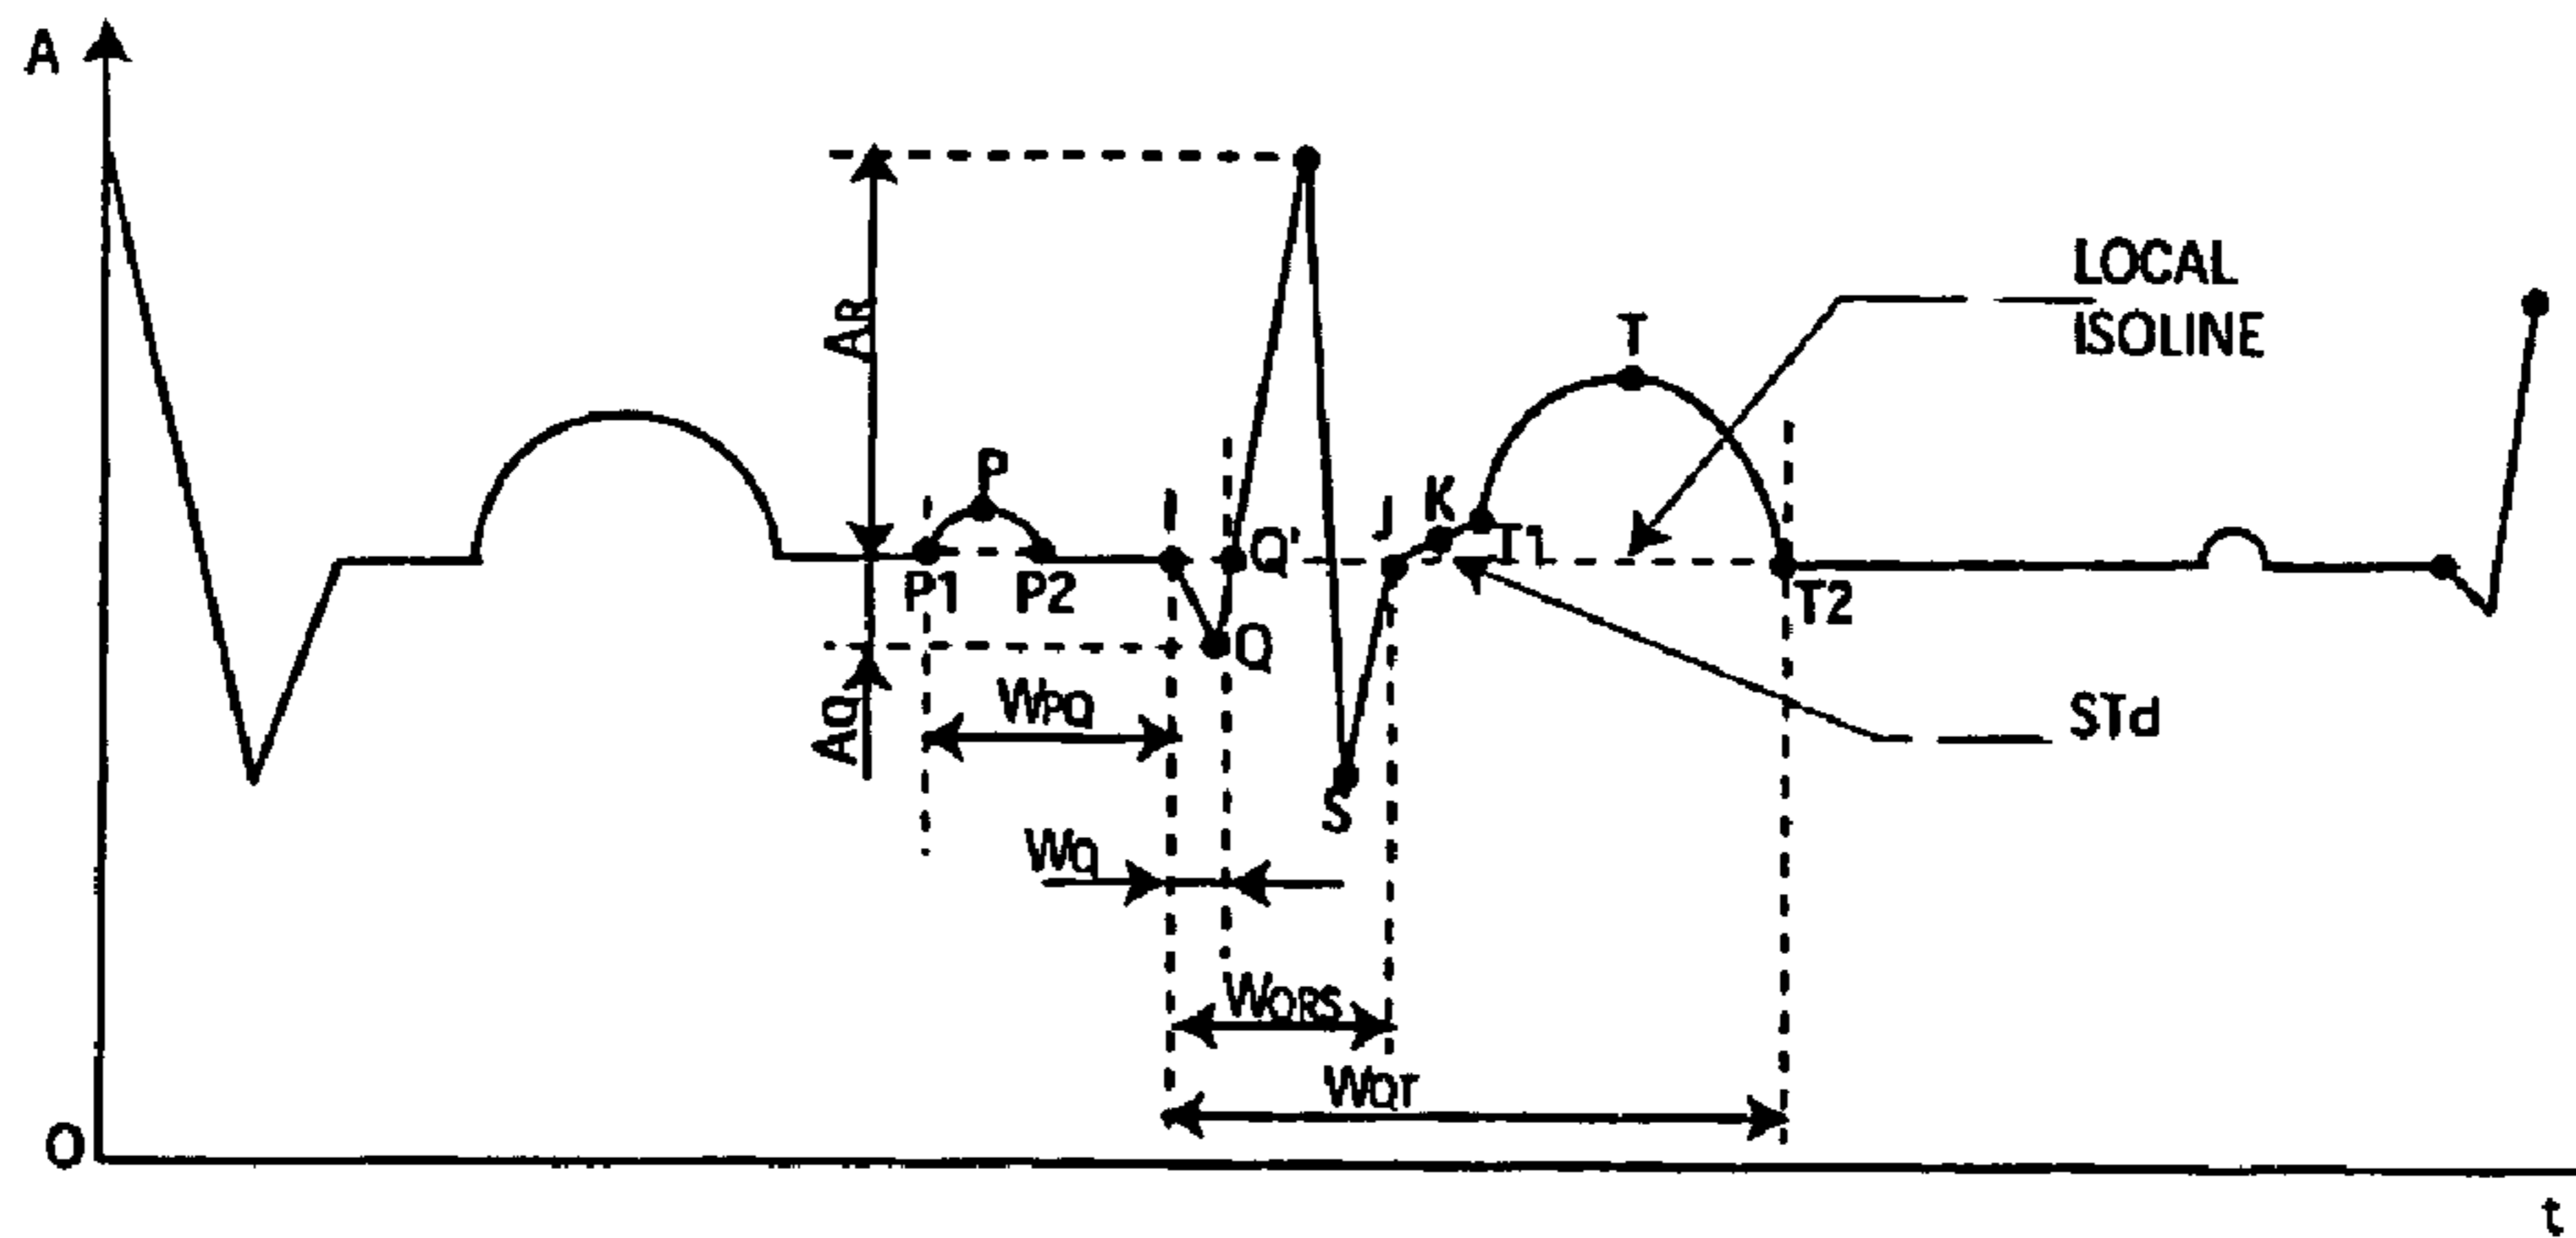 A
LOCAL
ISOLINE
AR
T
P
I
K
J
Q'
T1
P1
P2
T2
Q
WPQ
AQ
STd
S
WQ
WQRS
WQT
O
t